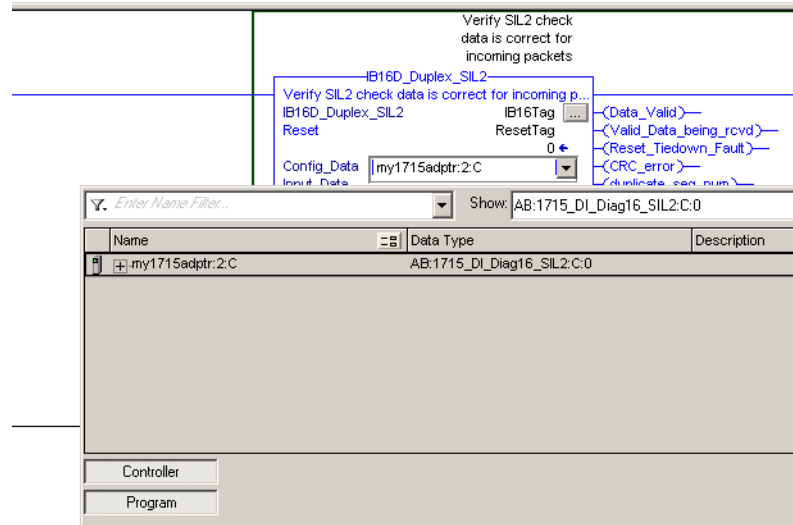 Verify SIL2 check
data is correct for
incoming packets
IB16D_Duplex_SIL2
Verify SIL2 check data is correct for incoming p...
IB16D_Duplex_SIL2 IB16Tag ... (Data_Valid)
Reset ResetTag (Valid_Data_being_rcvd)
0 (Reset_Tiedown_Fault)
Config_Data my1715adptr:2:C (CRC_error)
Input_Data (duplicate_seq_num)
Enter Name Filter... Show: AB:1715_DI_Diag16_SIL2:C:0
Name Data Type Description
my1715adptr:2:C AB:1715_DI_Diag16_SIL2:C:0
Controller
Program